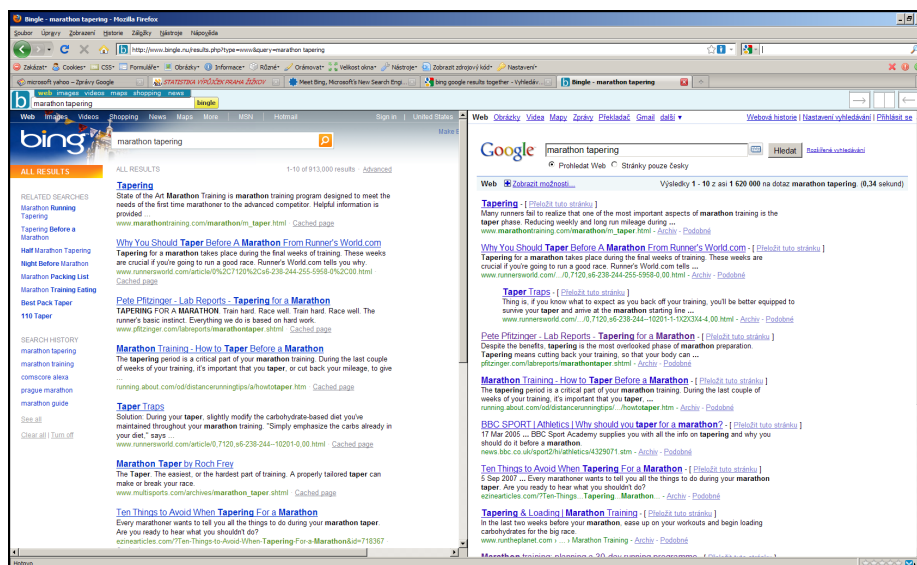 Bingle - marathon tapering - Mozilla Firefox
Soubor Úpravy Zobrazení Historie Záložky Nástroje Nápověda
http://www.bingle.nu/results.php?type=www&query=marathon tapering
Zakázat Cookies CSS Formuláře Obrázky Informace Různé Orámovat Velikost okna Nástroje Zobrazit zdrojový kód Nastavení
microsoft yahoo – Zprávy Google
STATISTIKA VÝPŮJČEK PRAHA ŽIŽKOV
Meet Bing, Microsoft's New Search Engi...
bing google results together - Vyhledáv...
Bingle - marathon tapering
web images videos maps shopping news
marathon tapering bingle
Web Images Videos Shopping News Maps More | MSN | Hotmail Sign in | United States
Make B
bing marathon tapering
ALL RESULTS
RELATED SEARCHES
Marathon Running
Tapering
Tapering Before a
Marathon
Half Marathon Tapering
Night Before Marathon
Marathon Packing List
Marathon Training Eating
Best Pack Taper
110 Taper
SEARCH HISTORY
marathon tapering
marathon training
comscore alexa
prague marathon
marathon guide
See all
Clear all | Turn off
ALL RESULTS 1-10 of 913,000 results · Advanced
Tapering
State of the Art Marathon Training is marathon training program designed to meet the
needs of the first time marathoner to the advanced competitor. Helpful information is
provided ...
www.marathontraining.com/marathon/m_taper.html · Cached page
Why You Should Taper Before A Marathon From Runner's World.com
Tapering for a marathon takes place during the final weeks of training. These weeks
are crucial if you're going to run a good race. Runner's World.com tells you why.
www.runnersworld.com/article/0%2C7120%2Cs6-238-244-255-5958-0%2C00.html ·
Cached page
Pete Pfitzinger - Lab Reports - Tapering for a Marathon
TAPERING FOR A MARATHON. Train hard. Race well. Train hard. Race well. The
runner's basic instinct. Everything we do is based on hard work.
www.pfitzinger.com/labreports/marathontaper.shtml · Cached page
Marathon Training - How to Taper Before a Marathon
The tapering period is a critical part of your marathon training. During the last couple
of weeks of your training, it's important that you taper, or cut back your mileage, to give
...
running.about.com/od/distancerunningtips/a/howtotaper.htm · Cached page
Taper Traps
Solution: During your taper, slightly modify the carbohydrate-based diet you've
maintained throughout your marathon training. "Simply emphasize the carbs already in
your diet," says ...
www.runnersworld.com/article/0,7120,s6-238-244--10201-0,00.html · Cached page
Marathon Taper by Roch Frey
The Taper. The easiest, or the hardest part of training. A properly tailored taper can
make or break your race.
www.multisports.com/archives/marathon_taper.shtml · Cached page
Ten Things to Avoid When Tapering For a Marathon
Every marathoner wants to tell you all the things to do during your marathon taper.
Are you ready to hear what you shouldn't do?
ezinearticles.com/?Ten-Things-to-Avoid-When-Tapering-For-a-Marathon&id=718367 ·
Web Obrázky Videa Mapy Zprávy Překladač Gmail další ▼ Webová historie | Nastavení vyhledávání | Přihlásit se
Google marathon tapering Hledat Rozšířené vyhledávání
Prohledat Web Stránky pouze česky
Web Zobrazit možnosti... Výsledky 1 - 10 z asi 1 620 000 na dotaz marathon tapering. (0,34 sekund)
Tapering - [ Přeložit tuto stránku ]
Many runners fail to realize that one of the most important aspects of marathon training is the
taper phase. Reducing weekly and long run mileage during ...
www.marathontraining.com/marathon/m_taper.html - Archiv - Podobné
Why You Should Taper Before A Marathon From Runner's World.com - [ Přeložit tuto stránku ]
Tapering for a marathon takes place during the final weeks of training. These weeks are
crucial if you're going to run a good race. Runner's World.com tells ...
www.runnersworld.com/.../0,7120,s6-238-244-255-5958-0,00.html - Archiv - Podobné
Taper Traps - [ Přeložit tuto stránku ]
Thing is, if you know what to expect as you back off your training, you'll be better equipped to
survive your taper and arrive at the marathon starting line ...
www.runnersworld.com/.../0,7120,s6-238-244--10201-1-1X2X3X4-4,00.html - Archiv - Podobné
Pete Pfitzinger - Lab Reports - Tapering for a Marathon - [ Přeložit tuto stránku ]
Despite the benefits, tapering is the most overlooked phase of marathon preparation.
Tapering means cutting back your training, so that your body can ...
pfitzinger.com/labreports/marathontaper.shtml - Archiv - Podobné
Marathon Training - How to Taper Before a Marathon - [ Přeložit tuto stránku ]
The tapering period is a critical part of your marathon training. During the last couple of
weeks of your training, it's important that you taper, ...
running.about.com/od/distancerunningtips/.../howtotaper.htm - Archiv - Podobné
BBC SPORT | Athletics | Why should you taper for a marathon? - [ Přeložit tuto stránku ]
17 Mar 2005 ... BBC Sport Academy supplies you with all the info on tapering and why you
should do it before a marathon.
news.bbc.co.uk/sport2/hi/athletics/4329071.stm - Archiv - Podobné
Ten Things to Avoid When Tapering For a Marathon - [ Přeložit tuto stránku ]
5 Sep 2007 ... Every marathoner wants to tell you all the things to do during your marathon
taper. Are you ready to hear what you shouldn't do?
ezinearticles.com/?Ten-Things...Tapering...Marathon... - Archiv - Podobné
Tapering & Loading | Marathon Training - [ Přeložit tuto stránku ]
In the last two weeks before your marathon, ease up on your workouts and begin loading
carbohydrates for the big race.
www.runtheplanet.com › ... › Marathon Training - Archiv - Podobné
Marathon training: planning a 30-day running programme - [ Přeložit tuto stránku ]
Hotovo